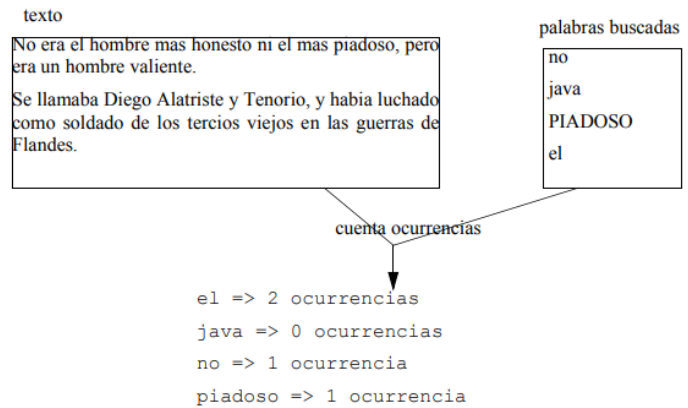 texto
No era el hombre mas honesto ni el mas piadoso, pero
era un hombre valiente.
Se llamaba Diego Alatriste y Tenorio, y habia luchado
como soldado de los tercios viejos en las guerras de
Flandes.
palabras buscadas
no
java
PIADOSO
el
cuenta ocurrencias
el => 2 ocurrencias
java => 0 ocurrencias
no => 1 ocurrencia
piadoso => 1 ocurrencia